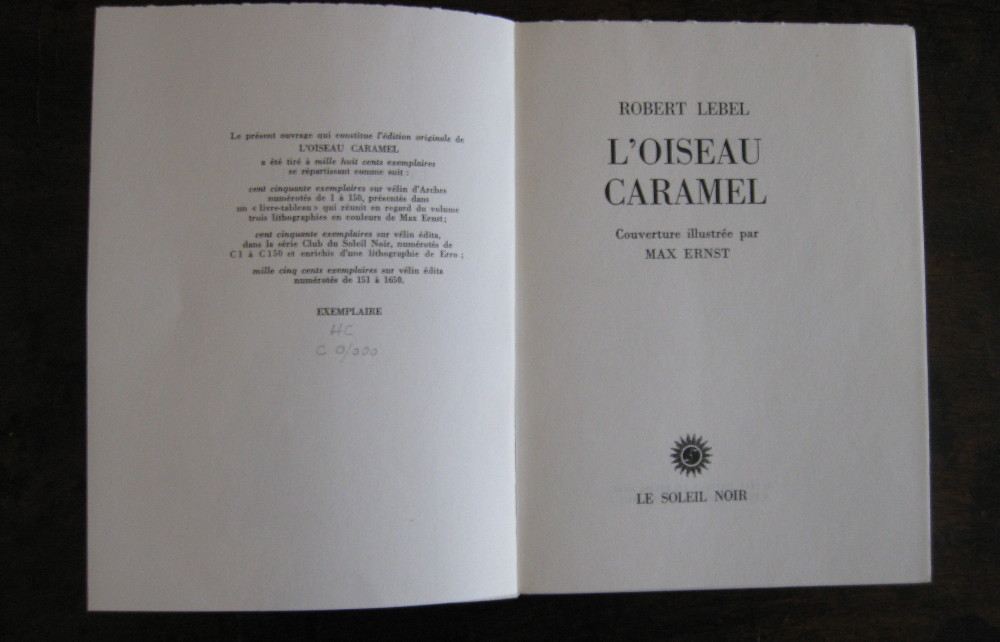 Le présent ouvrage qui constitue l'édition originale de
L'OISEAU CARAMEL
a été tiré à mille huit cents exemplaires
se répartissant comme suit :
cent cinquante exemplaires sur vélin d'Arches
numérotés de 1 à 150, présentés dans
un « livre-tableau » qui réunit en regard du volume
trois lithographies en couleurs de Max Ernst;
cent cinquante exemplaires sur vélin édita,
dans la série Club du Soleil Noir, numérotés de
C1 à C150 et enrichis d'une lithographie de Erro ;
mille cinq cents exemplaires sur vélin édita
numérotés de 151 à 1650.
EXEMPLAIRE
HC
C 0/000
ROBERT LEBEL
L'OISEAU
CARAMEL
Couverture illustrée par
MAX ERNST
LE SOLEIL NOIR